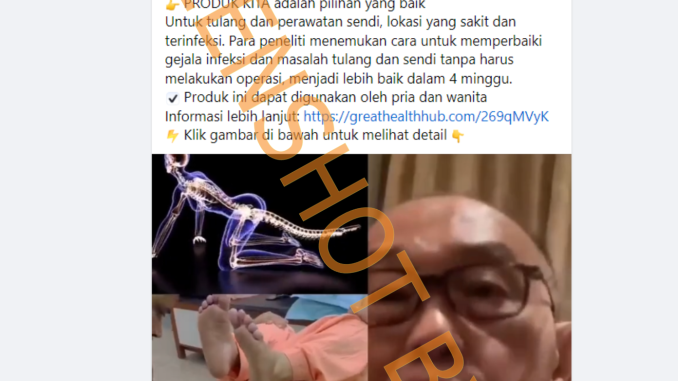 👉 PRODUK KITA adalah pilihan yang baik
Untuk tulang dan perawatan sendi, lokasi yang sakit dan
terinfeksi. Para peneliti menemukan cara untuk memperbaiki
gejala infeksi dan masalah tulang dan sendi tanpa harus
melakukan operasi, menjadi lebih baik dalam 4 minggu.
✅ Produk ini dapat digunakan oleh pria dan wanita
Informasi lebih lanjut: https://greathealthhub.com/269qMVyK
⚡ Klik gambar di bawah untuk melihat detail 👇
ENSHOT B